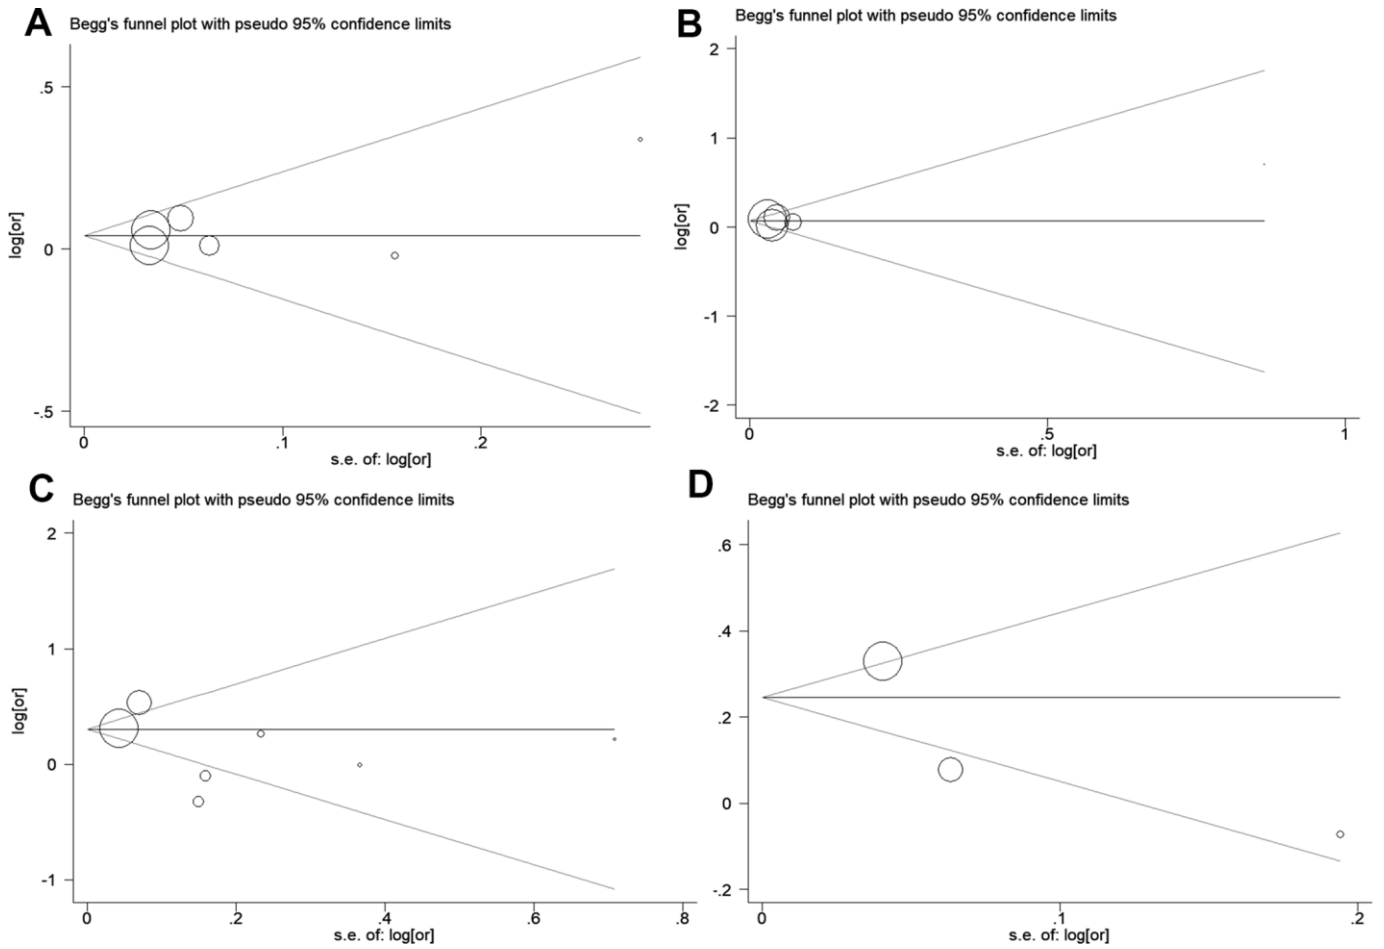 A
Begg's funnel plot with pseudo 95% confidence limits
.5
0
-.5
log[or]
0
.1
.2
s.e. of: log[or]
B
Begg's funnel plot with pseudo 95% confidence limits
2
1
0
-1
-2
log[or]
0
.5
1
s.e. of: log[or]
C
Begg's funnel plot with pseudo 95% confidence limits
2
1
0
-1
log[or]
0
.2
.4
.6
.8
s.e. of: log[or]
D
Begg's funnel plot with pseudo 95% confidence limits
.6
.4
.2
0
-.2
0
.1
.2
s.e. of: log[or]